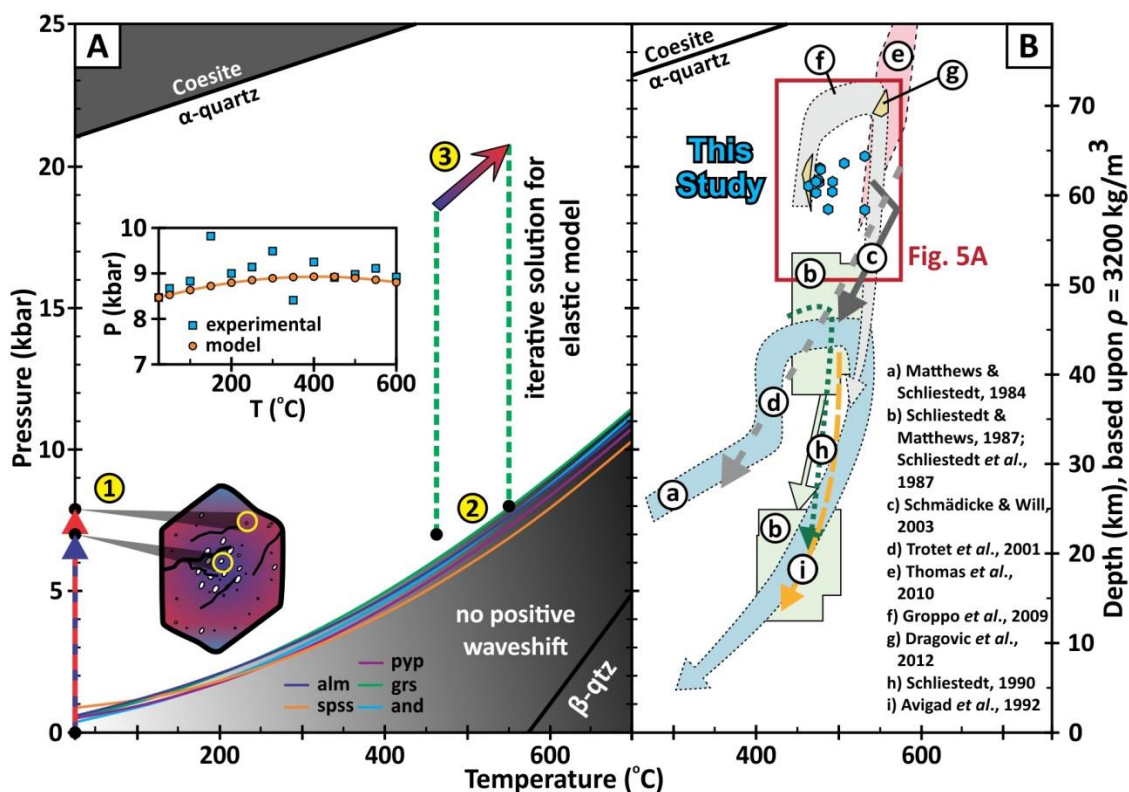 A
B
25
20
15
10
5
0
Pressure (kbar)
200
400
600
Temperature (°C)
Coesite
α-quartz
3
iterative solution for
elastic model
10
9
8
7
P
(kbar)
experimental
model
200
400
600
T (°C)
1
2
no positive
waveshift
β-qtz
pyp
alm
grs
spss
and
Coesite
α-quartz
f
e
g
This
Study
c
Fig. 5A
b
d
h
a
b
i
a) Matthews &
Schliestedt, 1984
b) Schliestedt &
Matthews, 1987;
Schliestedt et al.,
1987
c) Schmädicke & Will,
2003
d) Trotet et al., 2001
e) Thomas et al.,
2010
f) Groppo et al., 2009
g) Dragovic et al.,
2012
h) Schliestedt, 1990
i) Avigad et al., 1992
400
600
70
60
50
40
30
20
10
0
Depth (km), based upon ρ = 3200 kg/m3